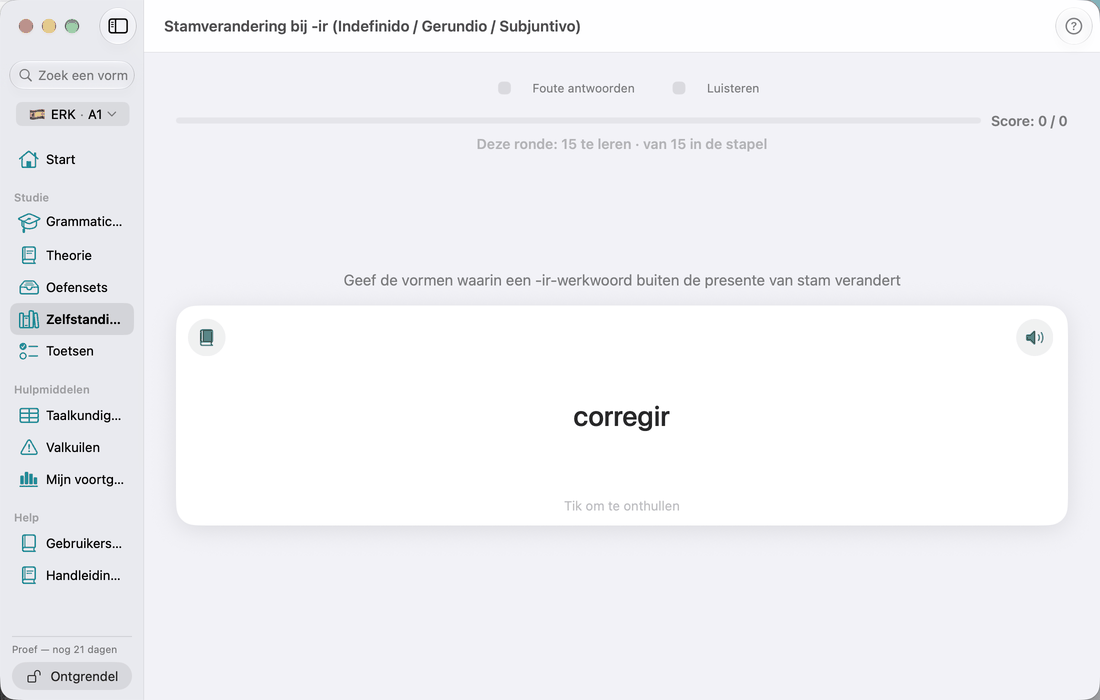 Stamverandering bij -ir (Indefinido / Gerundio / Subjuntivo)
Zoek een vorm
ERK · A1
Start
Studie
Grammatic...
Theorie
Oefensets
Zelfstandi...
Toetsen
Hulpmiddelen
Taalkundig...
Valkuilen
Mijn voortg...
Help
Gebruikers...
Handleidin...
Proef — nog 21 dagen
Ontgrendel
Foute antwoorden
Luisteren
Score: 0 / 0
Deze ronde: 15 te leren · van 15 in de stapel
Geef de vormen waarin een -ir-werkwoord buiten de presente van stam verandert
corregir
Tik om te onthullen